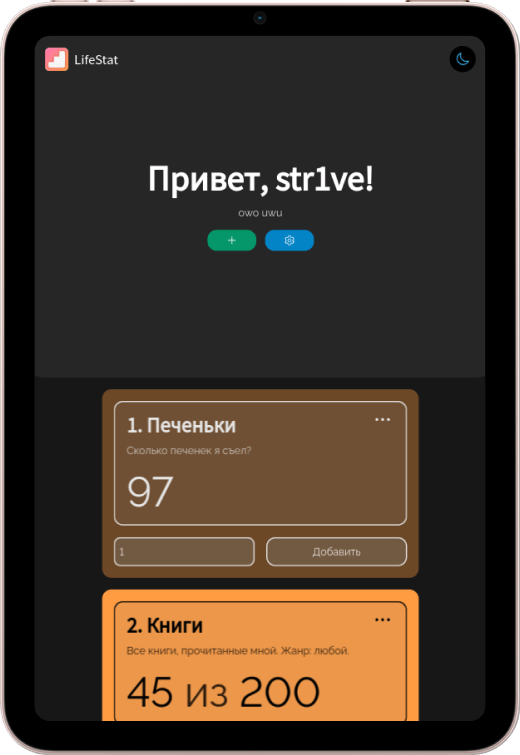 LifeStat
Привет, str1ve!
owo uwu
+
1. Печеньки
Сколько печенек я съел?
97
1
Добавить
2. Книги
Все книги, прочитанные мной. Жанр: любой.
45 из 200